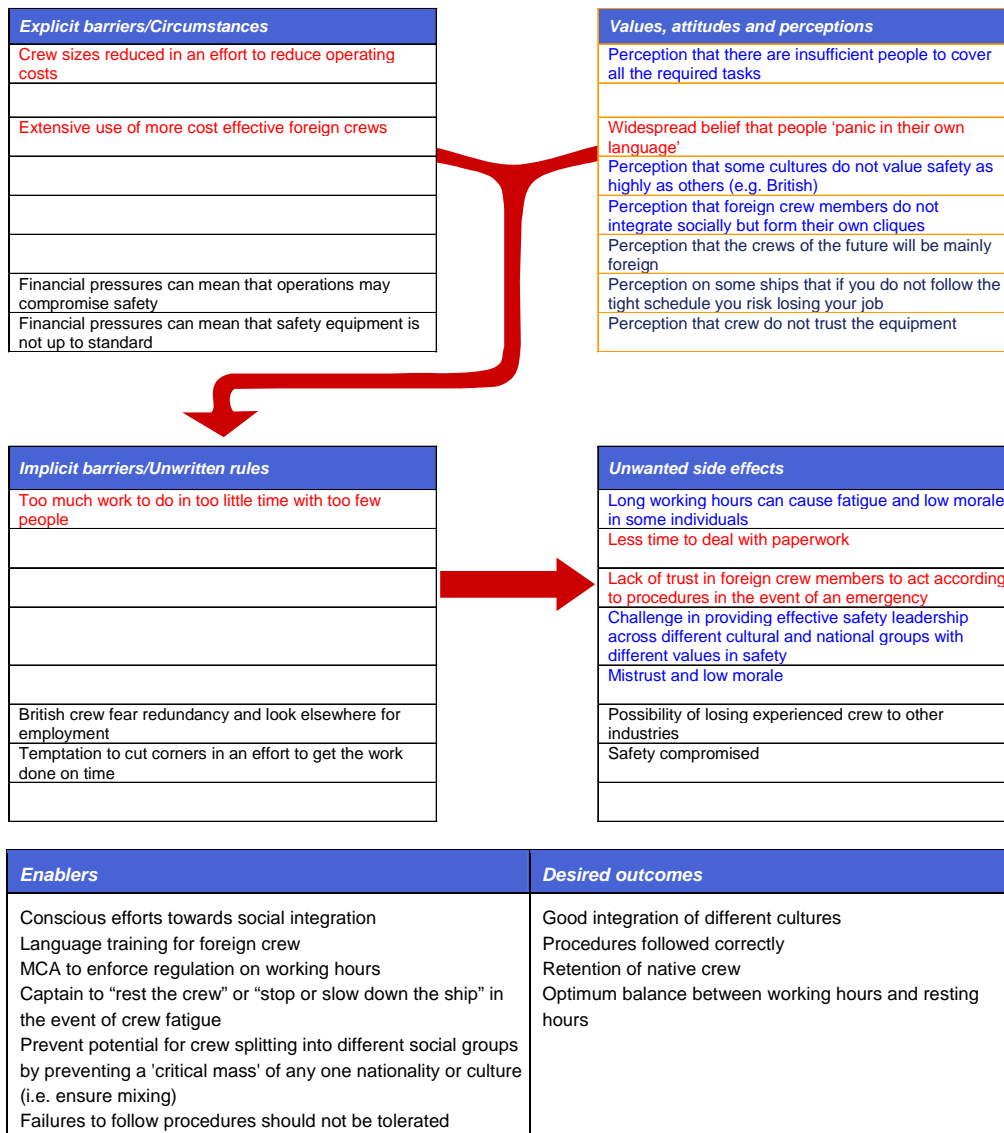 Explicit barriers/Circumstances
Crew sizes reduced in an effort to reduce operating
costs
Extensive use of more cost effective foreign crews
Financial pressures can mean that operations may
compromise safety
Financial pressures can mean that safety equipment is
not up to standard
Values, attitudes and perceptions
Perception that there are insufficient people to cover
all the required tasks
Widespread belief that people ‘panic in their own
language’
Perception that some cultures do not value safety as
highly as others (e.g. British)
Perception that foreign crew members do not
integrate socially but form their own cliques
Perception that the crews of the future will be mainly
foreign
Perception on some ships that if you do not follow the
tight schedule you risk losing your job
Perception that crew do not trust the equipment
Implicit barriers/Unwritten rules
Too much work to do in too little time with too few
people
British crew fear redundancy and look elsewhere for
employment
Temptation to cut corners in an effort to get the work
done on time
Unwanted side effects
Long working hours can cause fatigue and low morale
in some individuals
Less time to deal with paperwork
Lack of trust in foreign crew members to act according
to procedures in the event of an emergency
Challenge in providing effective safety leadership
across different cultural and national groups with
different values in safety
Mistrust and low morale
Possibility of losing experienced crew to other
industries
Safety compromised
Enablers
Conscious efforts towards social integration
Language training for foreign crew
MCA to enforce regulation on working hours
Captain to “rest the crew” or “stop or slow down the ship” in
the event of crew fatigue
Prevent potential for crew splitting into different social groups
by preventing a 'critical mass' of any one nationality or culture
(i.e. ensure mixing)
Failures to follow procedures should not be tolerated
Desired outcomes
Good integration of different cultures
Procedures followed correctly
Retention of native crew
Optimum balance between working hours and resting
hours